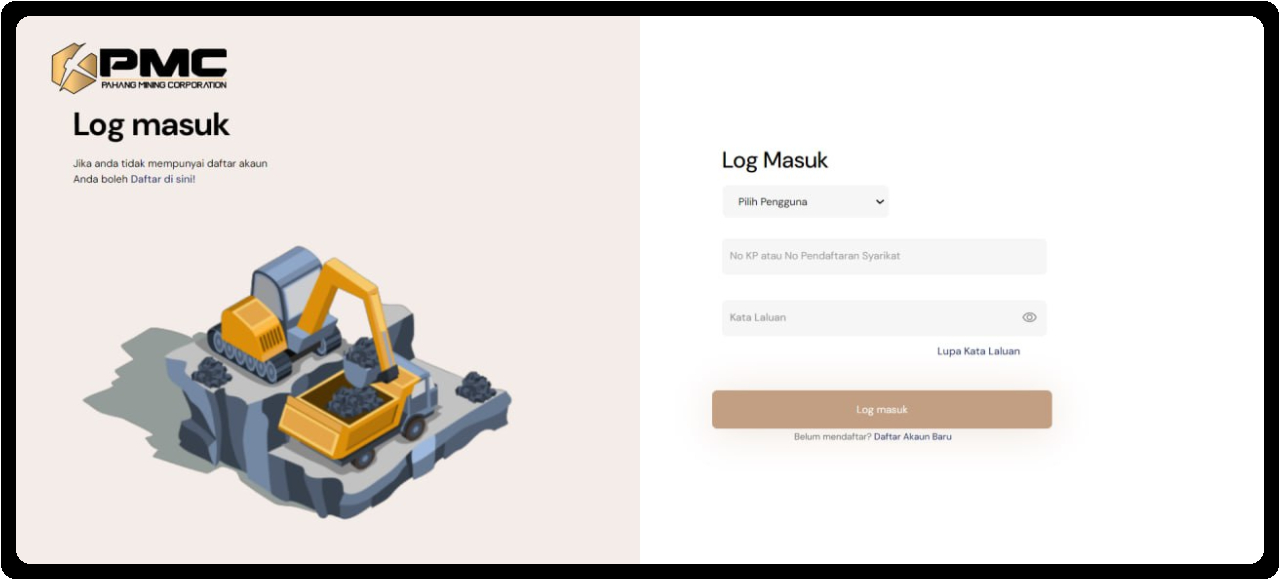 PMC
PAHANG MINING CORPORATION
Log masuk
Jika anda tidak mempunyai daftar akaun
Anda boleh Daftar di sini!
Log Masuk
Pilih Pengguna
No KP atau No Pendaftaran Syarikat
Kata Laluan
Lupa Kata Laluan
Log masuk
Belum mendaftar? Daftar Akaun Baru